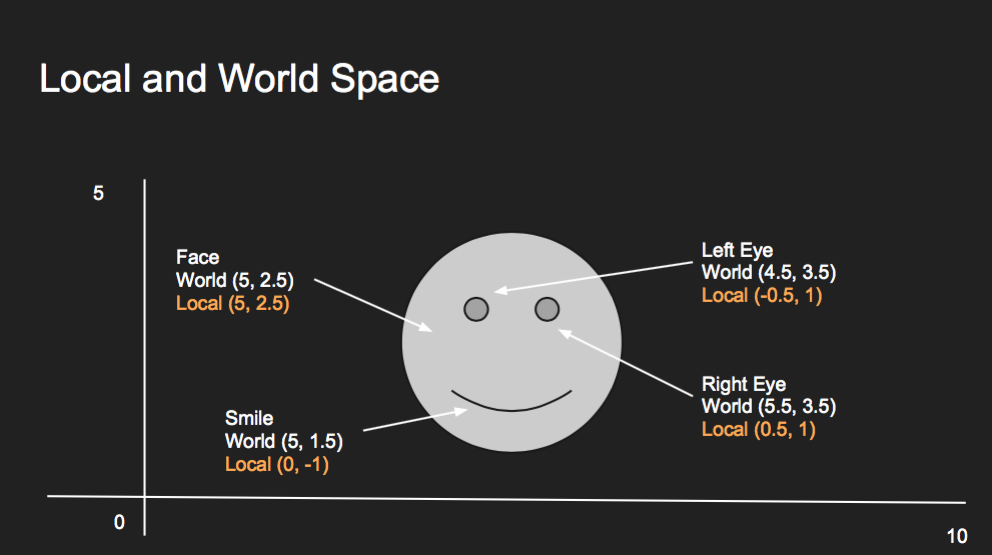 Local and World Space
5
Face
World (5, 2.5)
Local (5, 2.5)
Left Eye
World (4.5, 3.5)
Local (-0.5, 1)
Right Eye
World (5.5, 3.5)
Local (0.5, 1)
Smile
World (5, 1.5)
Local (0, -1)
0
10